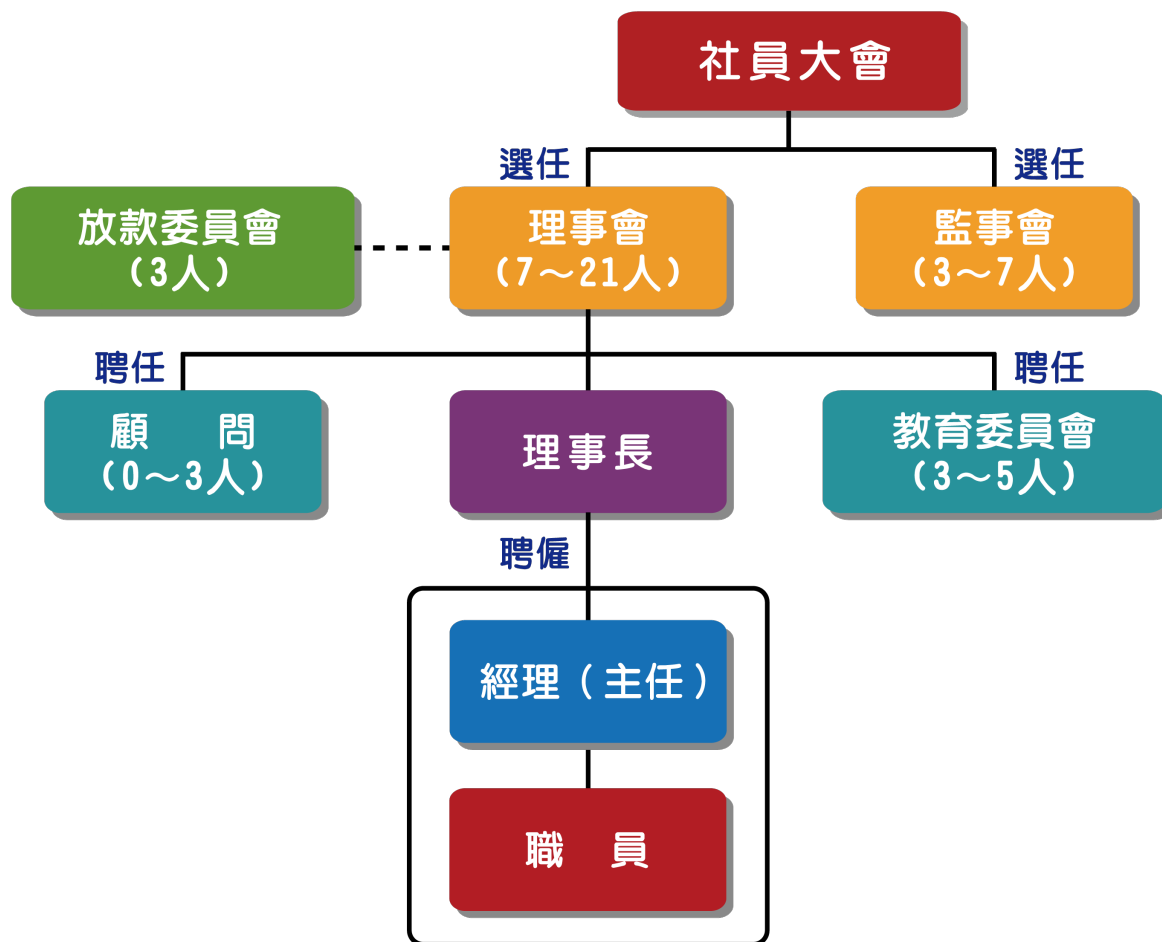 社員大會
選任
選任
放款委員會
(3人)
理事會
(7～21人)
監事會
(3～7人)
聘任
聘任
顧　問
(0～3人)
理事長
教育委員會
(3～5人)
聘僱
經理(主任)
職　員